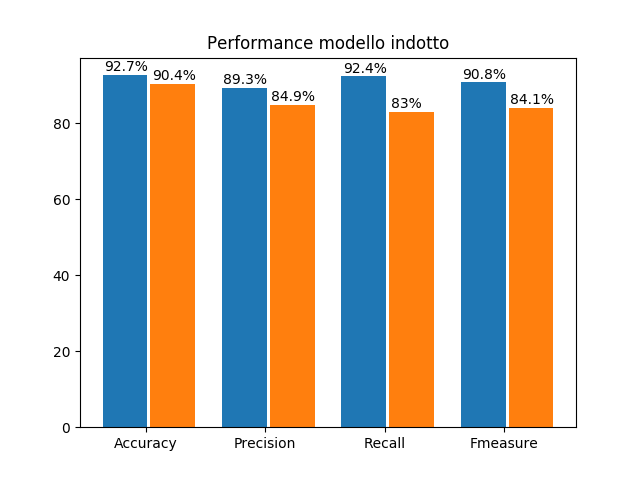 Performance modello indotto
92.7%
90.4%
89.3%
84.9%
92.4%
83%
90.8%
84.1%
80
60
40
20
0
Accuracy
Precision
Recall
Fmeasure